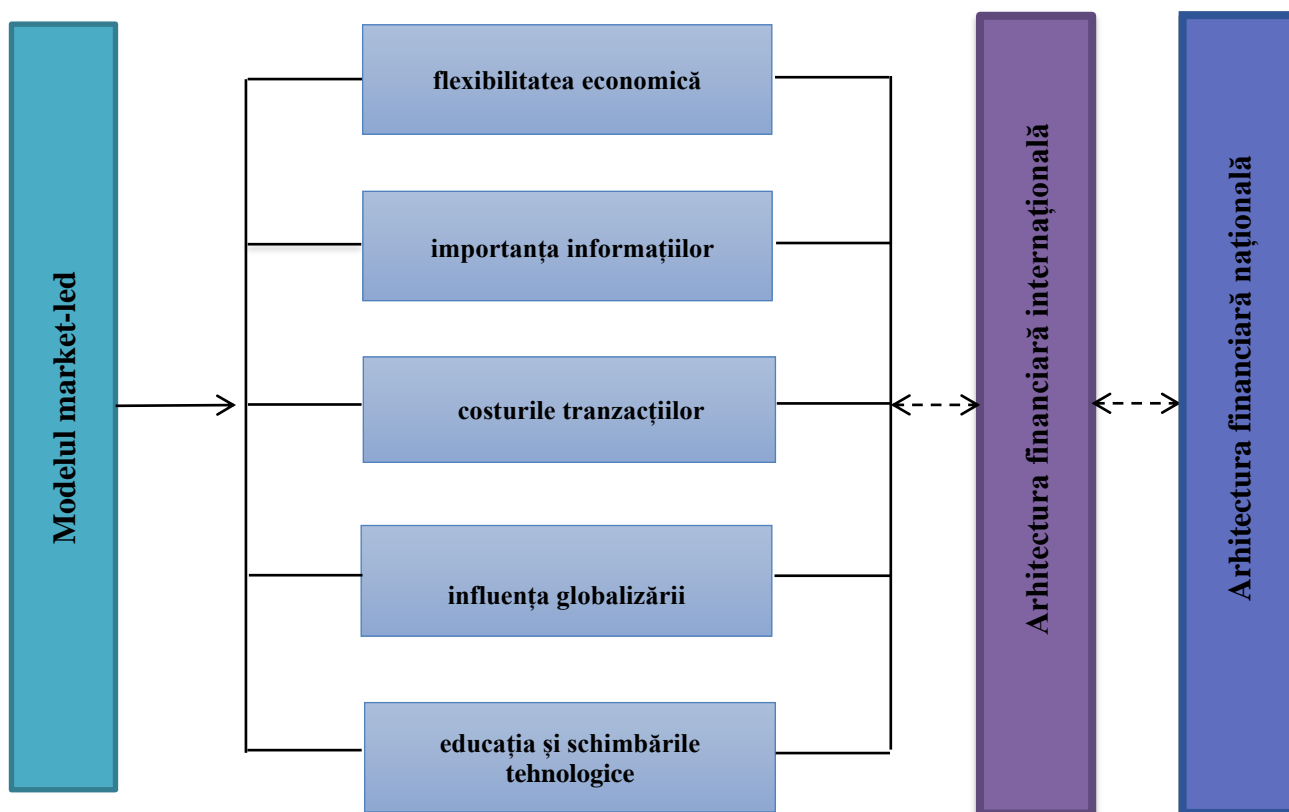 Modelul market-led
flexibilitatea economică
importanța informațiilor
costurile tranzacțiilor
influența globalizării
educația și schimbările
tehnologice
Arhitectura financiară internațională
Arhitectura financiară națională